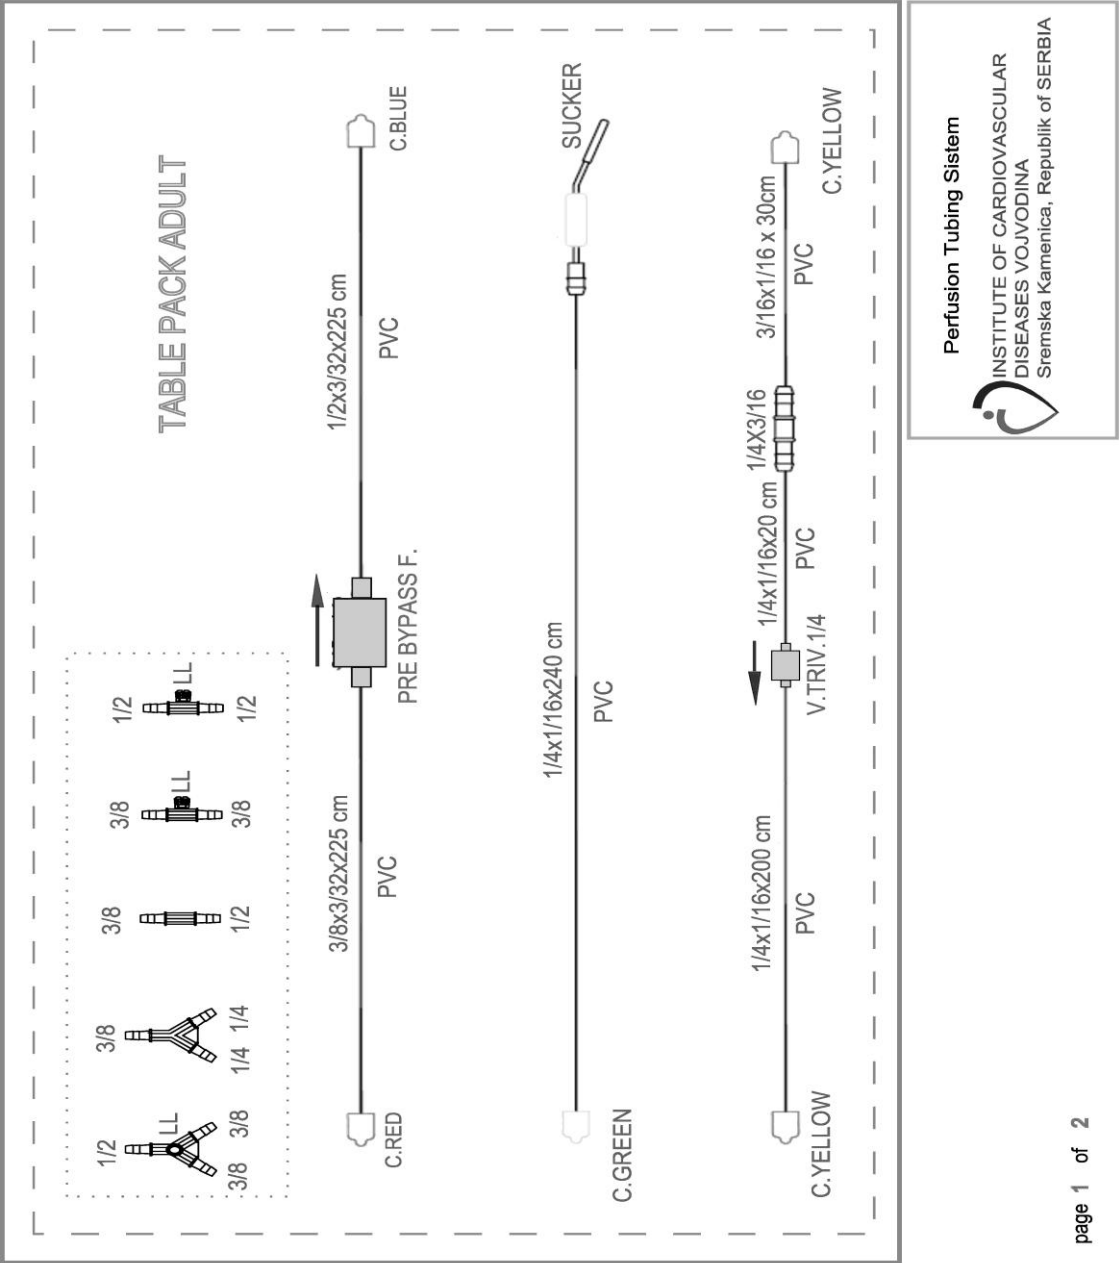 TABLE PACK ADULT
1/2
LL
3/8 3/8
3/8
1/4 1/4
3/8
1/2
3/8
LL
3/8
1/2
LL
1/2
3/8x3/32x225 cm
PVC
C.RED
PRE BYPASS F.
1/2x3/32x225 cm
PVC
C.BLUE
1/4x1/16x240 cm
PVC
C.GREEN
SUCKER
1/4x1/16x200 cm
PVC
C.YELLOW
V.TRIV.1/4
1/4x1/16x20 cm
PVC
1/4X3/16
3/16x1/16 x 30cm
PVC
C.YELLOW
page 1 of 2
Perfusion Tubing Sistem
INSTITUTE OF CARDIOVASCULAR
DISEASES VOJVODINA
Sremska Kamenica, Republik of SERBIA